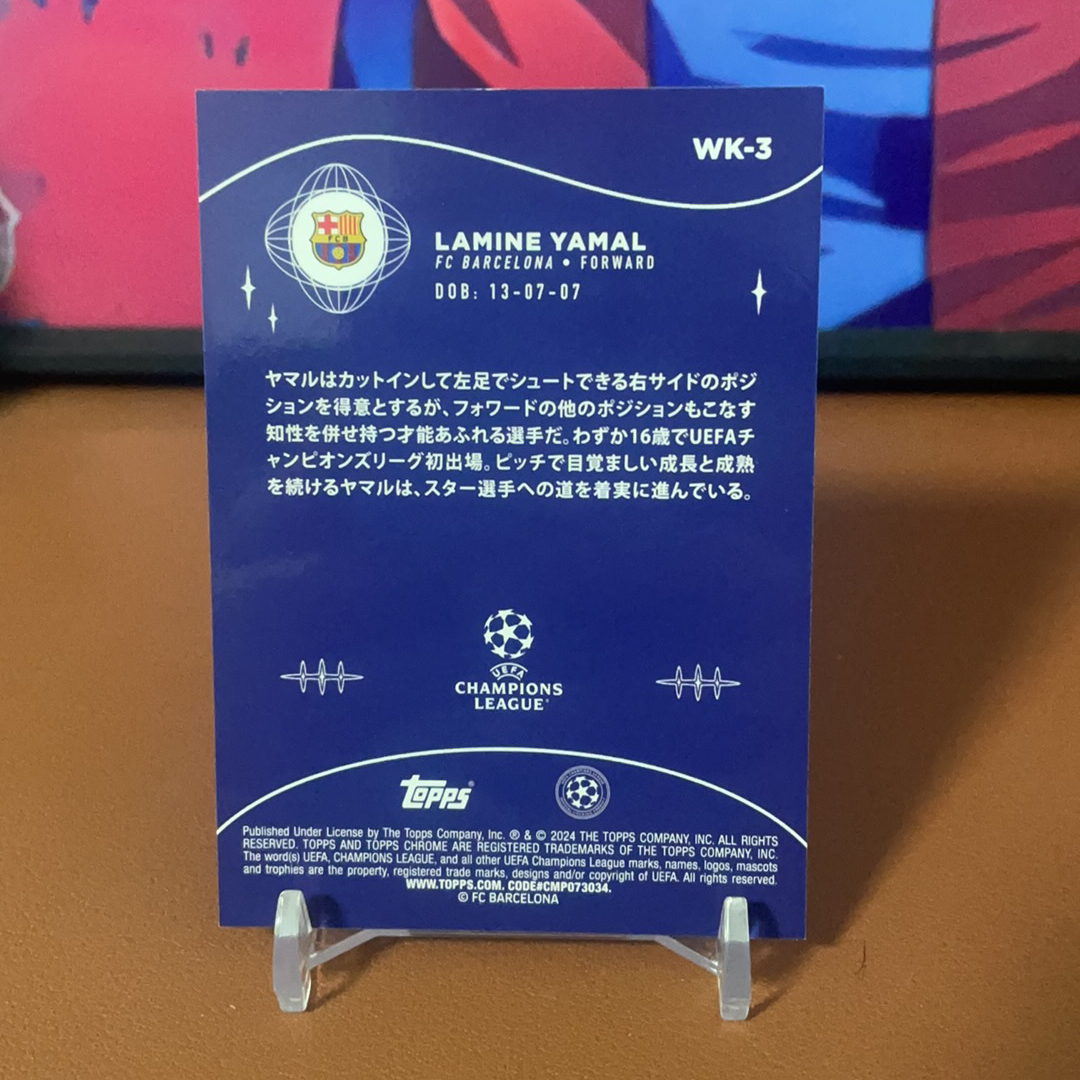 WK-3
FCB
LAMINE YAMAL
FC BARCELONA • FORWARD
DOB: 13-07-07
ヤマルはカットインして左足でシュートできる右サイドのポジ
ションを得意とするが、フォワードの他のポジションもこなす
知性を併せ持つ才能あふれる選手だ。わずか16歳でUEFAチ
ャンピオンズリーグ初出場。ピッチで目覚ましい成長と成熟
を続けるヤマルは、スター選手への道を着実に進んでいる。
UEFA
CHAMPIONS
LEAGUE®
topps®
Published Under License by The Topps Company, Inc. ® & © 2024 THE TOPPS COMPANY, INC. ALL RIGHTS
RESERVED. TOPPS AND TOPPS CHROME ARE REGISTERED TRADEMARKS OF THE TOPPS COMPANY, INC.
The word(s) UEFA, CHAMPIONS LEAGUE, and all other UEFA Champions League marks, names, logos, mascots
and trophies are the property, registered trade marks, designs and/or copyright of UEFA. All rights reserved.
WWW.TOPPS.COM. CODE#CMP073034.
© FC BARCELONA